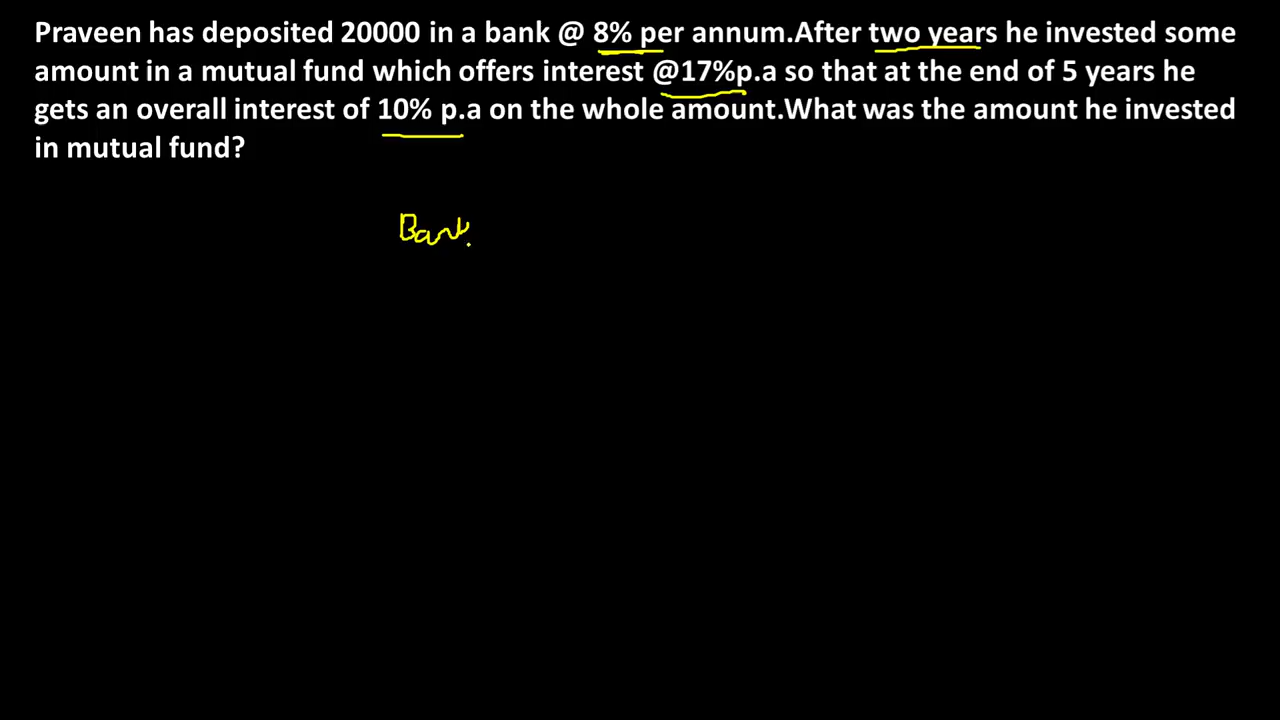 Praveen has deposited 20000 in a bank @ 8% per annum.After two years he invested some
amount in a mutual fund which offers interest @17%p.a so that at the end of 5 years he
gets an overall interest of 10% p.a on the whole amount.What was the amount he invested
in mutual fund?
Bank